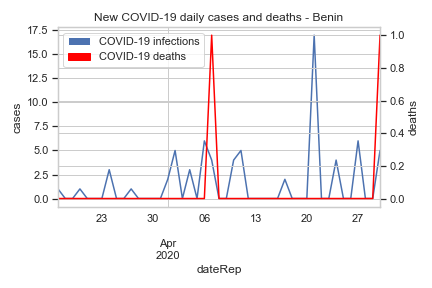 New COVID-19 daily cases and deaths - Benin
COVID-19 infections
COVID-19 deaths
cases
17.5
15.0
12.5
10.0
7.5
5.0
2.5
0.0
deaths
1.0
0.8
0.6
0.4
0.2
0.0
23 30 06 13 20 27
Apr
2020
dateRep